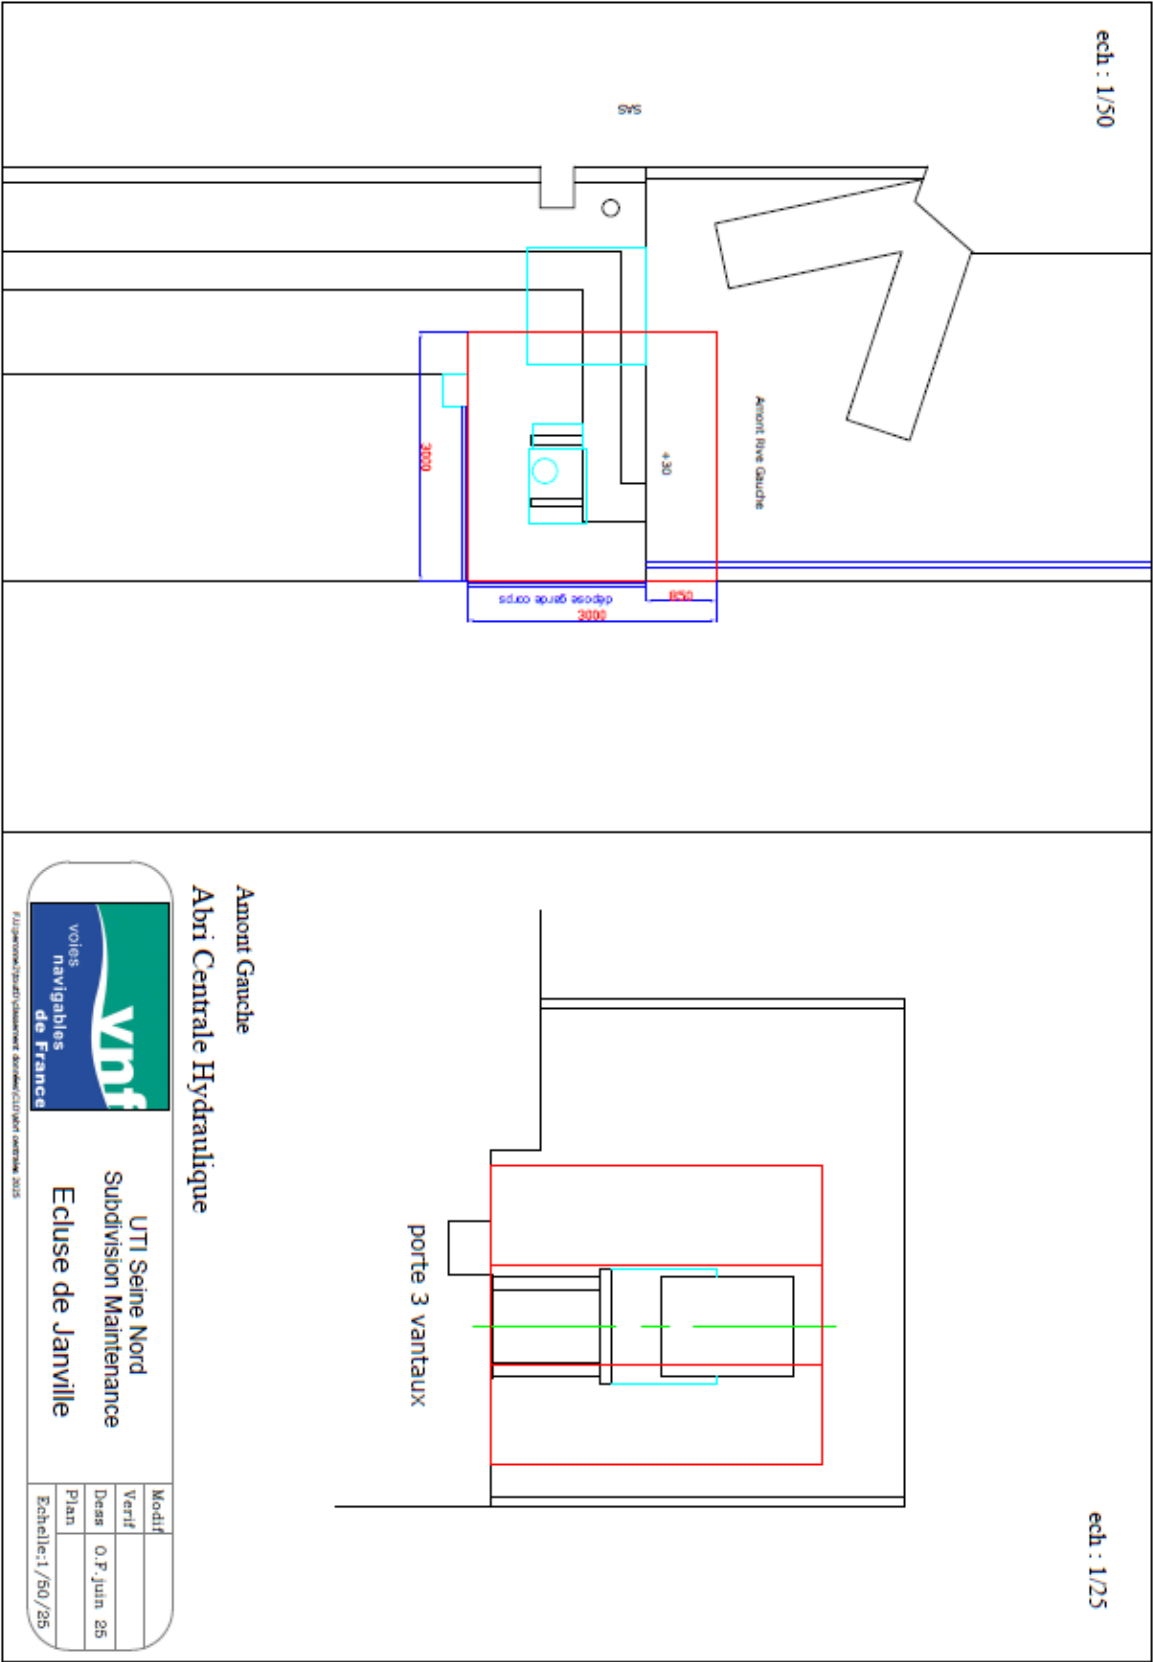 ech : 1/50
SAS
Amont Rive Gauche
+30
3000
dépose garde corps
850
3000
ech : 1/25
porte 3 vantaux
Amont Gauche
Abri Centrale Hydraulique
vnf
voies
navigables
de France
UTI Seine Nord
Subdivision Maintenance
Ecluse de Janville
Modif
Verif
Dess O.F. juin 25
Plan
Echelle:1/50/25